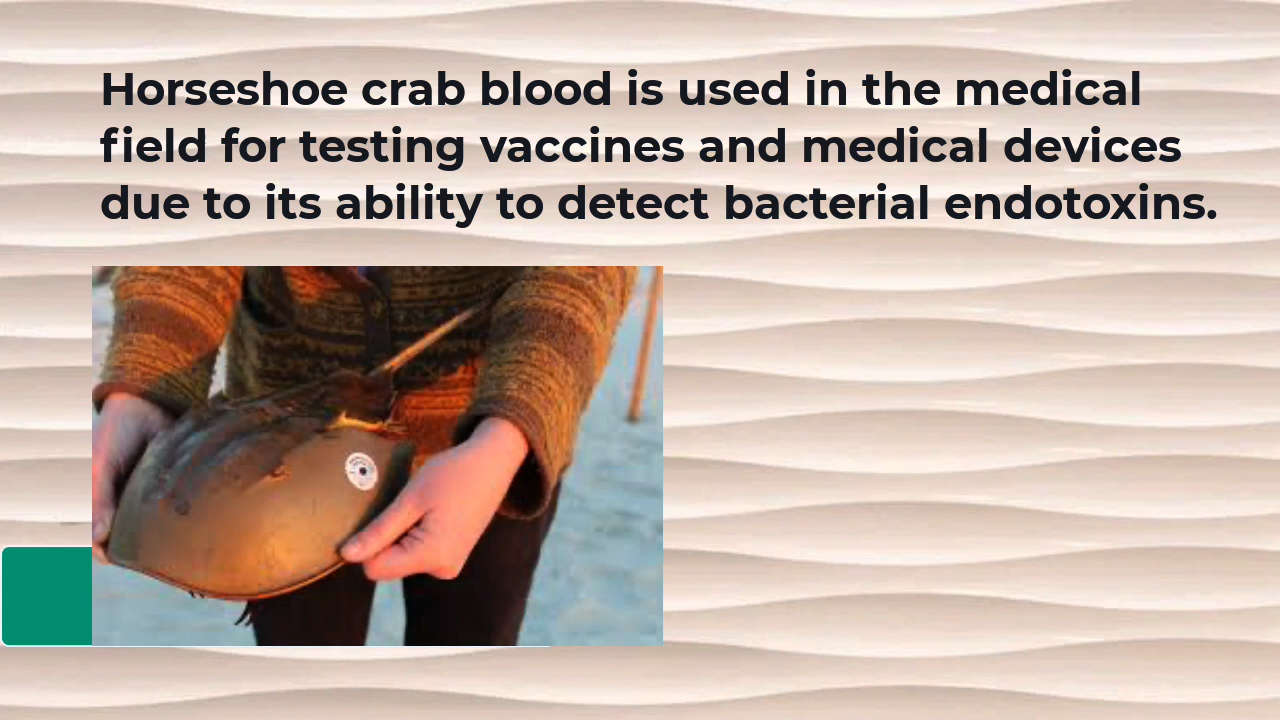 Horseshoe crab blood is used in the medical
field for testing vaccines and medical devices
due to its ability to detect bacterial endotoxins.